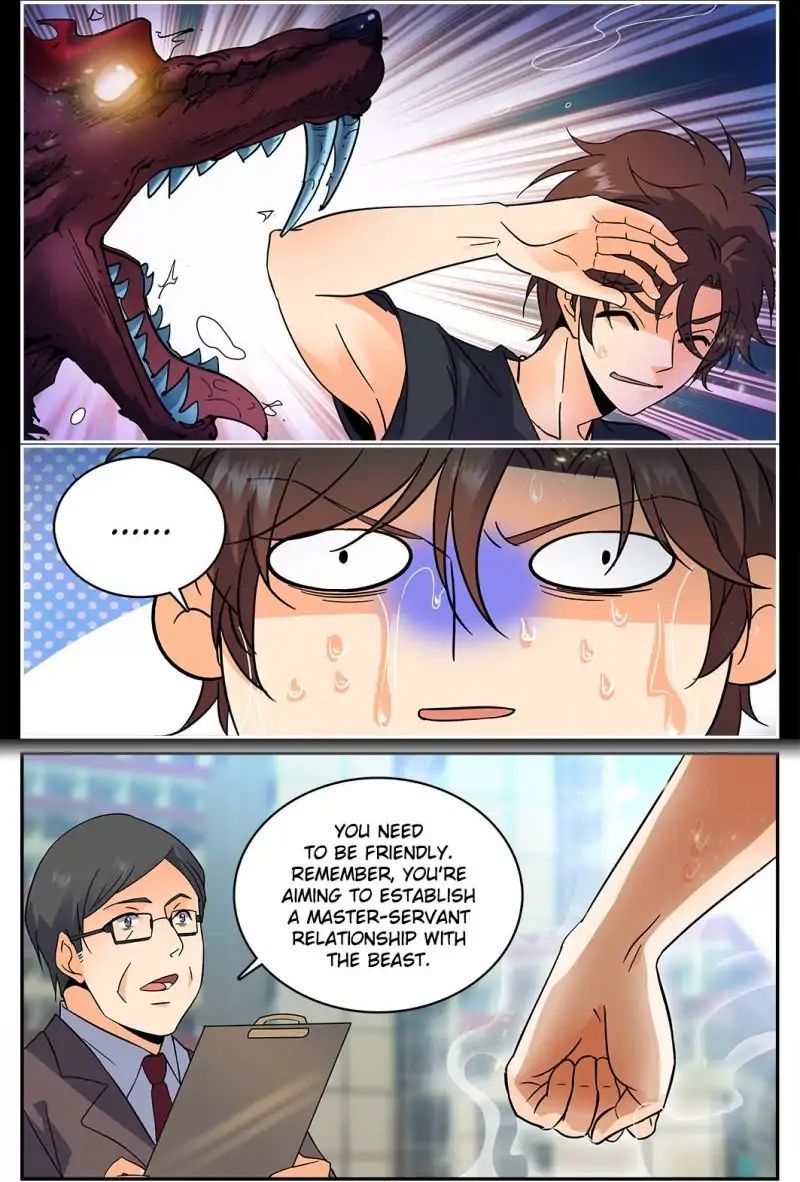 ......
YOU NEED
TO BE FRIENDLY.
REMEMBER, YOU'RE
AIMING TO ESTABLISH
A MASTER-SERVANT
RELATIONSHIP WITH
THE BEAST.